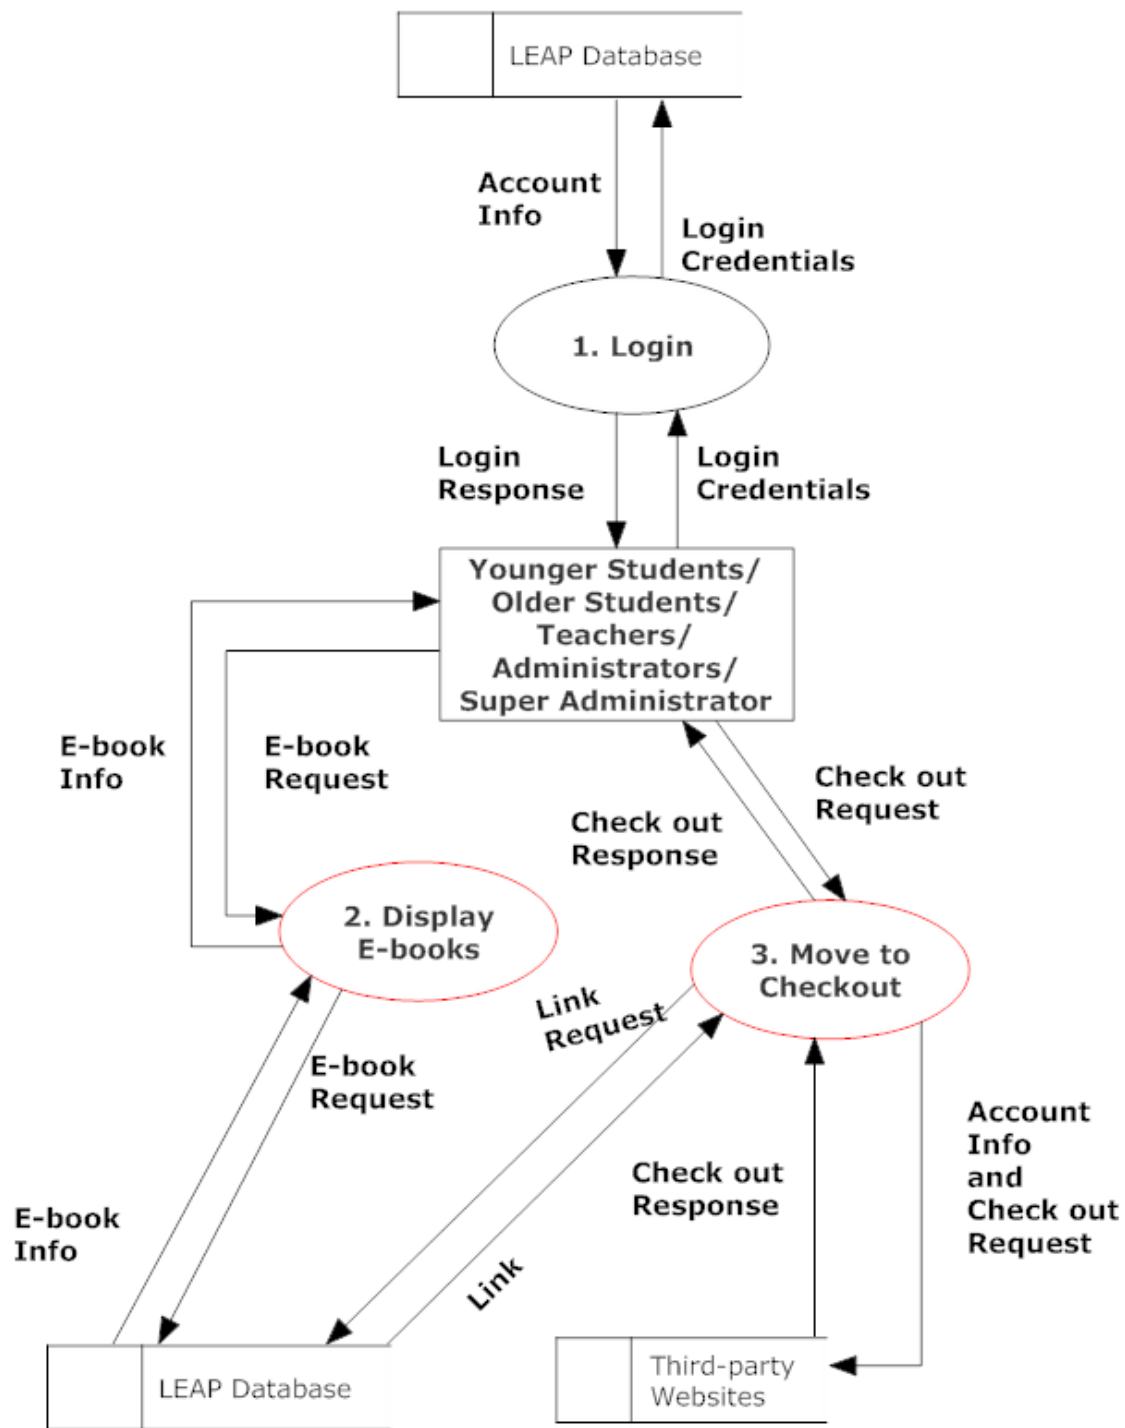 LEAP Database
Account
Info
Login
Credentials
1. Login
Login
Response
Login
Credentials
Younger Students/
Older Students/
Teachers/
Administrators/
Super Administrator
E-book
Info
E-book
Request
Check out
Request
Check out
Response
2. Display
E-books
3. Move to
Checkout
Link
Request
E-book
Request
Account
Info
and
Check out
Request
Check out
Response
E-book
Info
Link
LEAP Database
Third-party
Websites